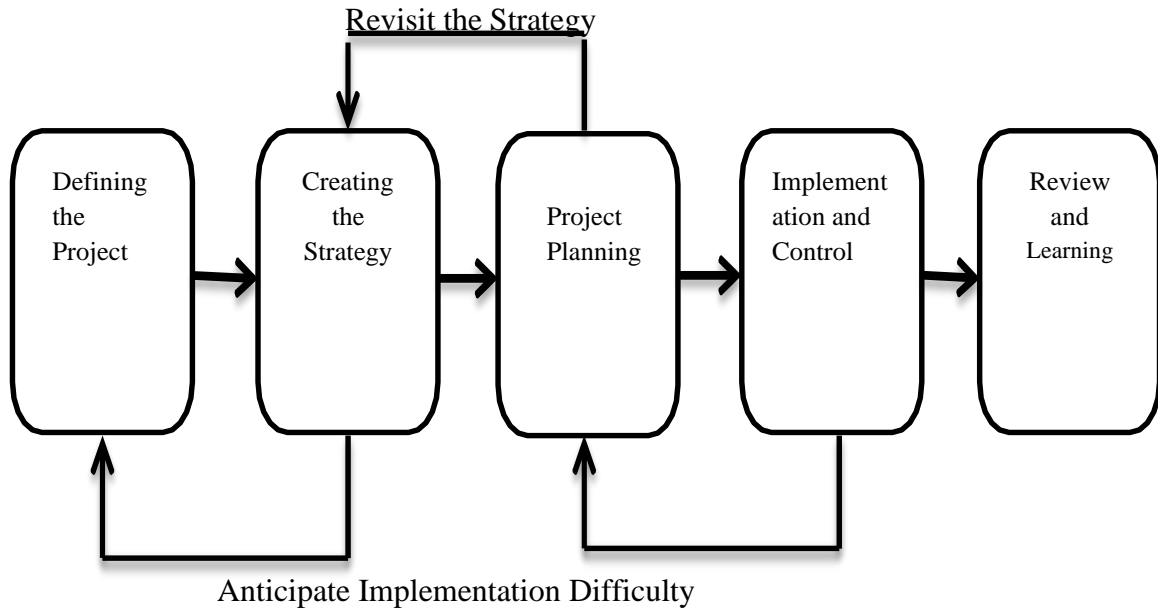 Revisit the Strategy
Defining
the
Project
Creating
the
Strategy
Project
Planning
Implement
ation and
Control
Review
and
Learning
Anticipate Implementation Difficulty